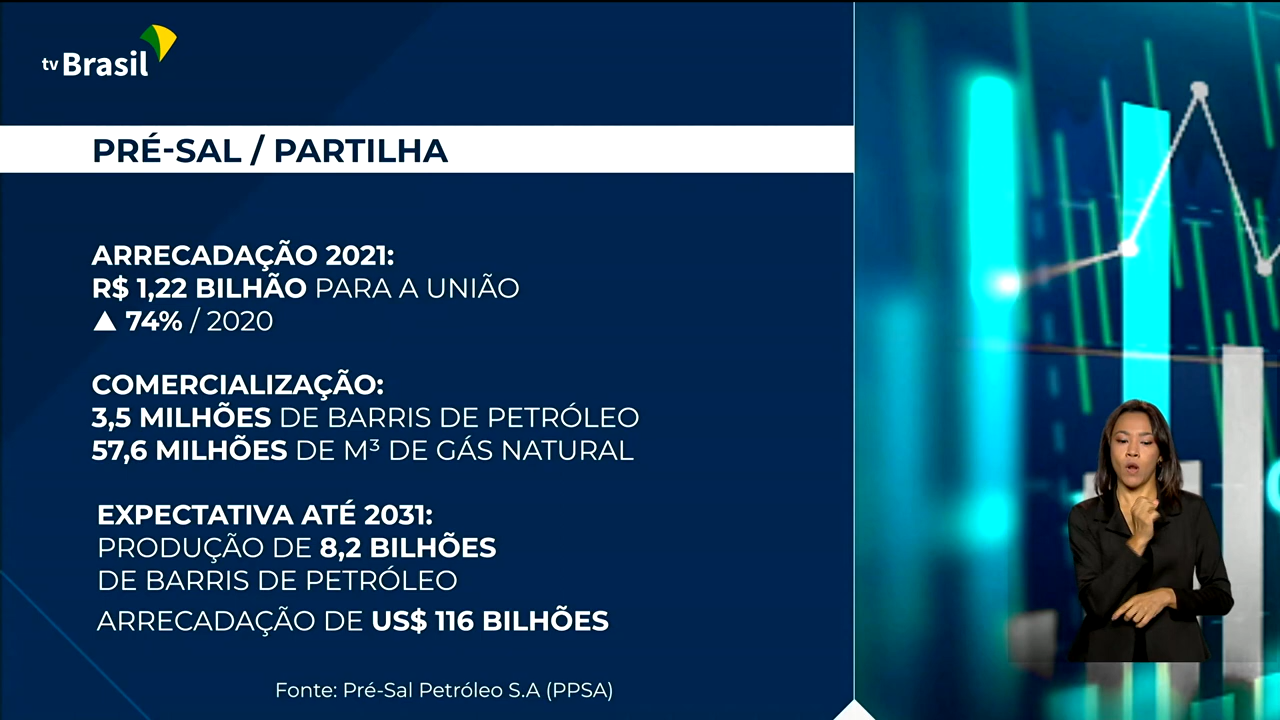 tv Brasil
PRÉ-SAL / PARTILHA
ARRECADAÇÃO 2021:
R$ 1,22 BILHÃO PARA A UNIÃO
▲ 74% / 2020
COMERCIALIZAÇÃO:
3,5 MILHÕES DE BARRIS DE PETRÓLEO
57,6 MILHÕES DE M³ DE GÁS NATURAL
EXPECTATIVA ATÉ 2031:
PRODUÇÃO DE 8,2 BILHÕES
DE BARRIS DE PETRÓLEO
ARRECADAÇÃO DE US$ 116 BILHÕES
Fonte: Pré-Sal Petróleo S.A (PPSA)